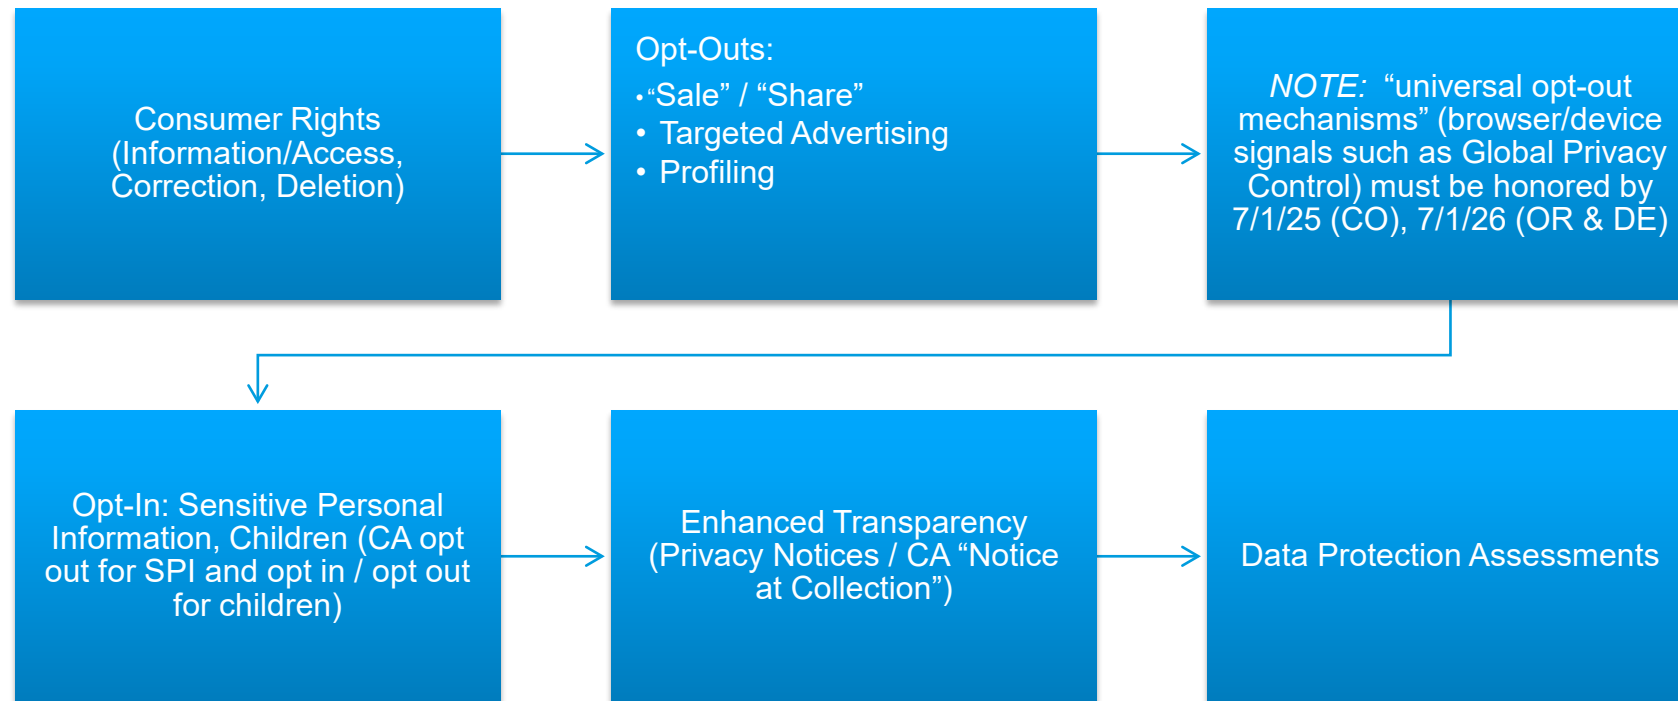 Consumer Rights
(Information/Access,
Correction, Deletion)
Opt-Outs:
• “Sale” / “Share”
• Targeted Advertising
• Profiling
NOTE: “universal opt-out
mechanisms” (browser/device
signals such as Global Privacy
Control) must be honored by
7/1/25 (CO), 7/1/26 (OR & DE)
Opt-In: Sensitive Personal
Information, Children (CA opt
out for SPI and opt in / opt out
for children)
Enhanced Transparency
(Privacy Notices / CA “Notice
at Collection”)
Data Protection Assessments